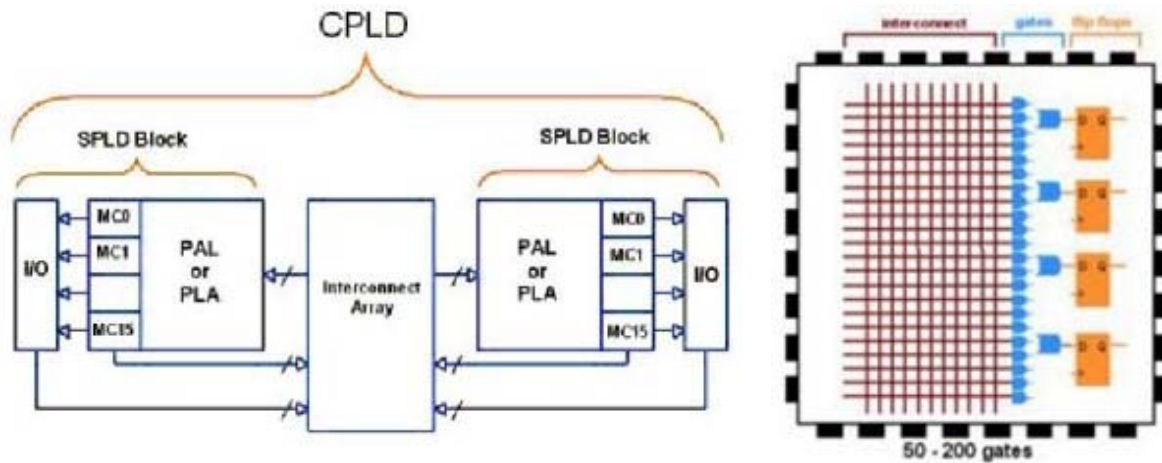 CPLD
SPLD Block
SPLD Block
I/O
MC0
MC1
MC15
PAL
or
PLA
Interconnect
Array
PAL
or
PLA
MC0
MC1
MC15
I/O
interconnect
gates
flip flops
D Q
D Q
D Q
D Q
50 - 200 gates